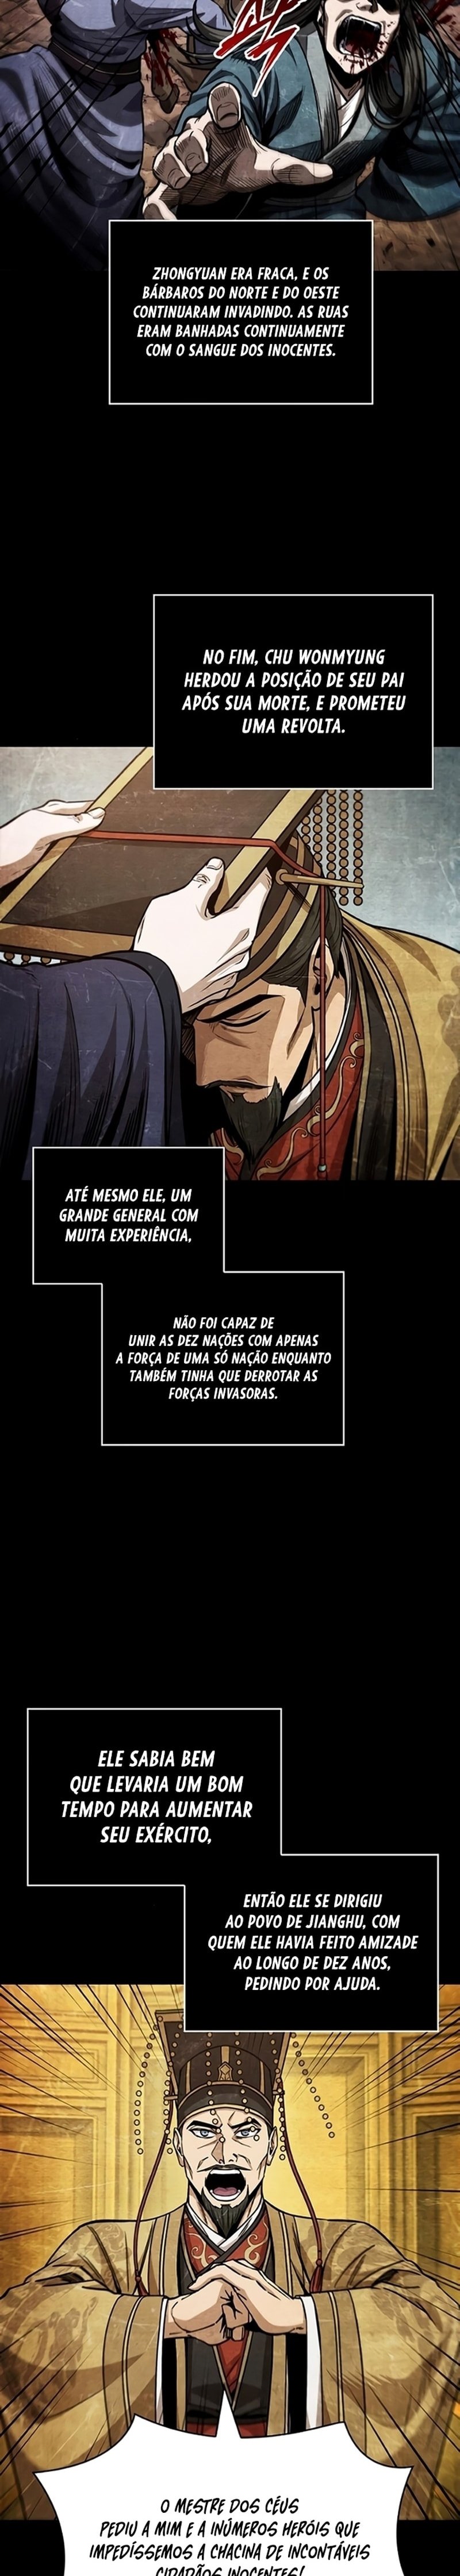 ZHONGYUAN ERA FRACA, E OS
BÁRBAROS DO NORTE E DO OESTE
CONTINUARAM INVADINDO. AS RUAS
ERAM BANHADAS CONTINUAMENTE
COM O SANGUE DOS INOCENTES.
NO FIM, CHU WONMYUNG
HERDOU A POSIÇÃO DE SEU PAI
APÓS SUA MORTE, E PROMETEU
UMA REVOLTA.
ATÉ MESMO ELE, UM
GRANDE GENERAL COM
MUITA EXPERIÊNCIA,
NÃO FOI CAPAZ DE
UNIR AS DEZ NAÇÕES COM APENAS
A FORÇA DE UMA SÓ NAÇÃO ENQUANTO
TAMBÉM TINHA QUE DERROTAR AS
FORÇAS INVASORAS.
ELE SABIA BEM
QUE LEVARIA UM BOM
TEMPO PARA AUMENTAR
SEU EXÉRCITO,
ENTÃO ELE SE DIRIGIU
AO POVO DE JIANGHU, COM
QUEM ELE HAVIA FEITO AMIZADE
AO LONGO DE DEZ ANOS,
PEDINDO POR AJUDA.
O MESTRE DOS CÉUS
PEDIU A MIM E A INÚMEROS HERÓIS QUE
IMPEDÍSSEMOS A CHACINA DE INCONTÁVEIS
CIDADÃOS INOCENTES!